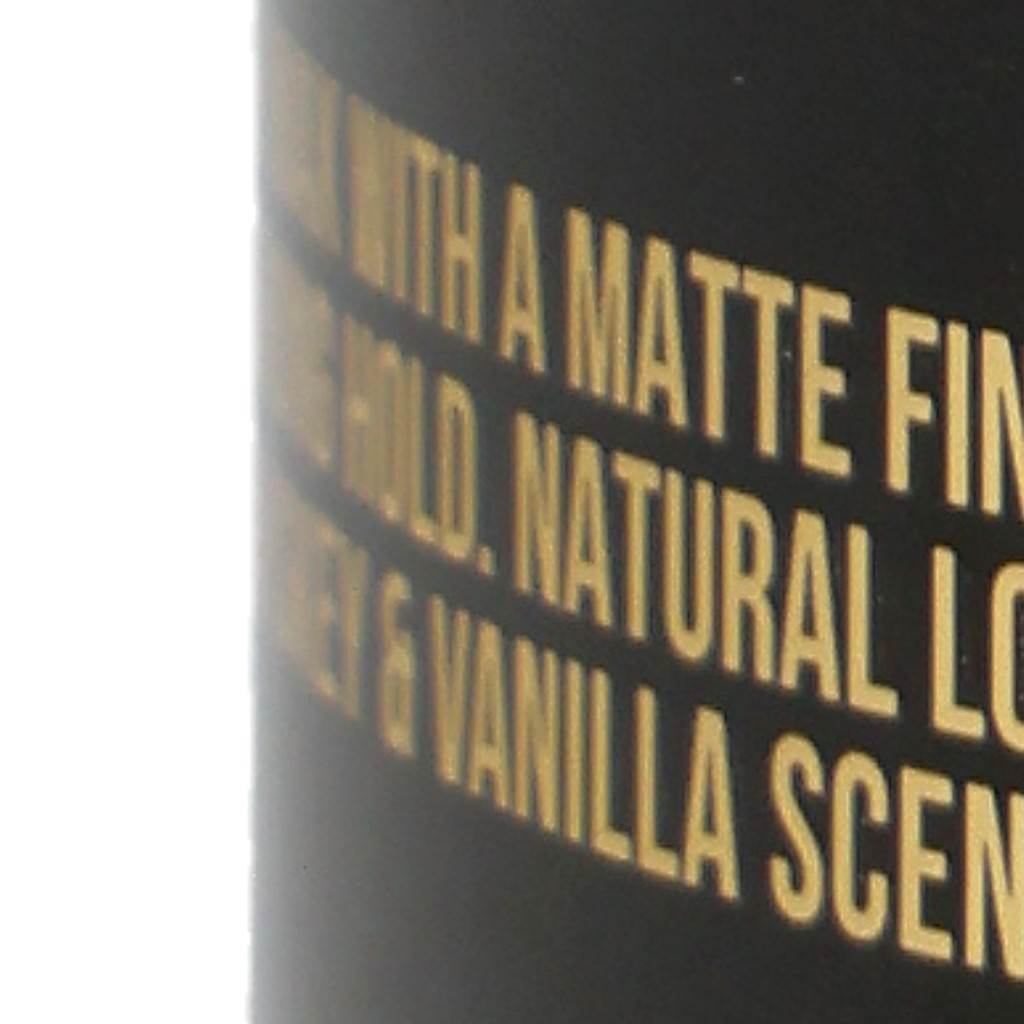 WITH A MATTE FIN
HOLD. NATURAL LO
& VANILLA SCEN